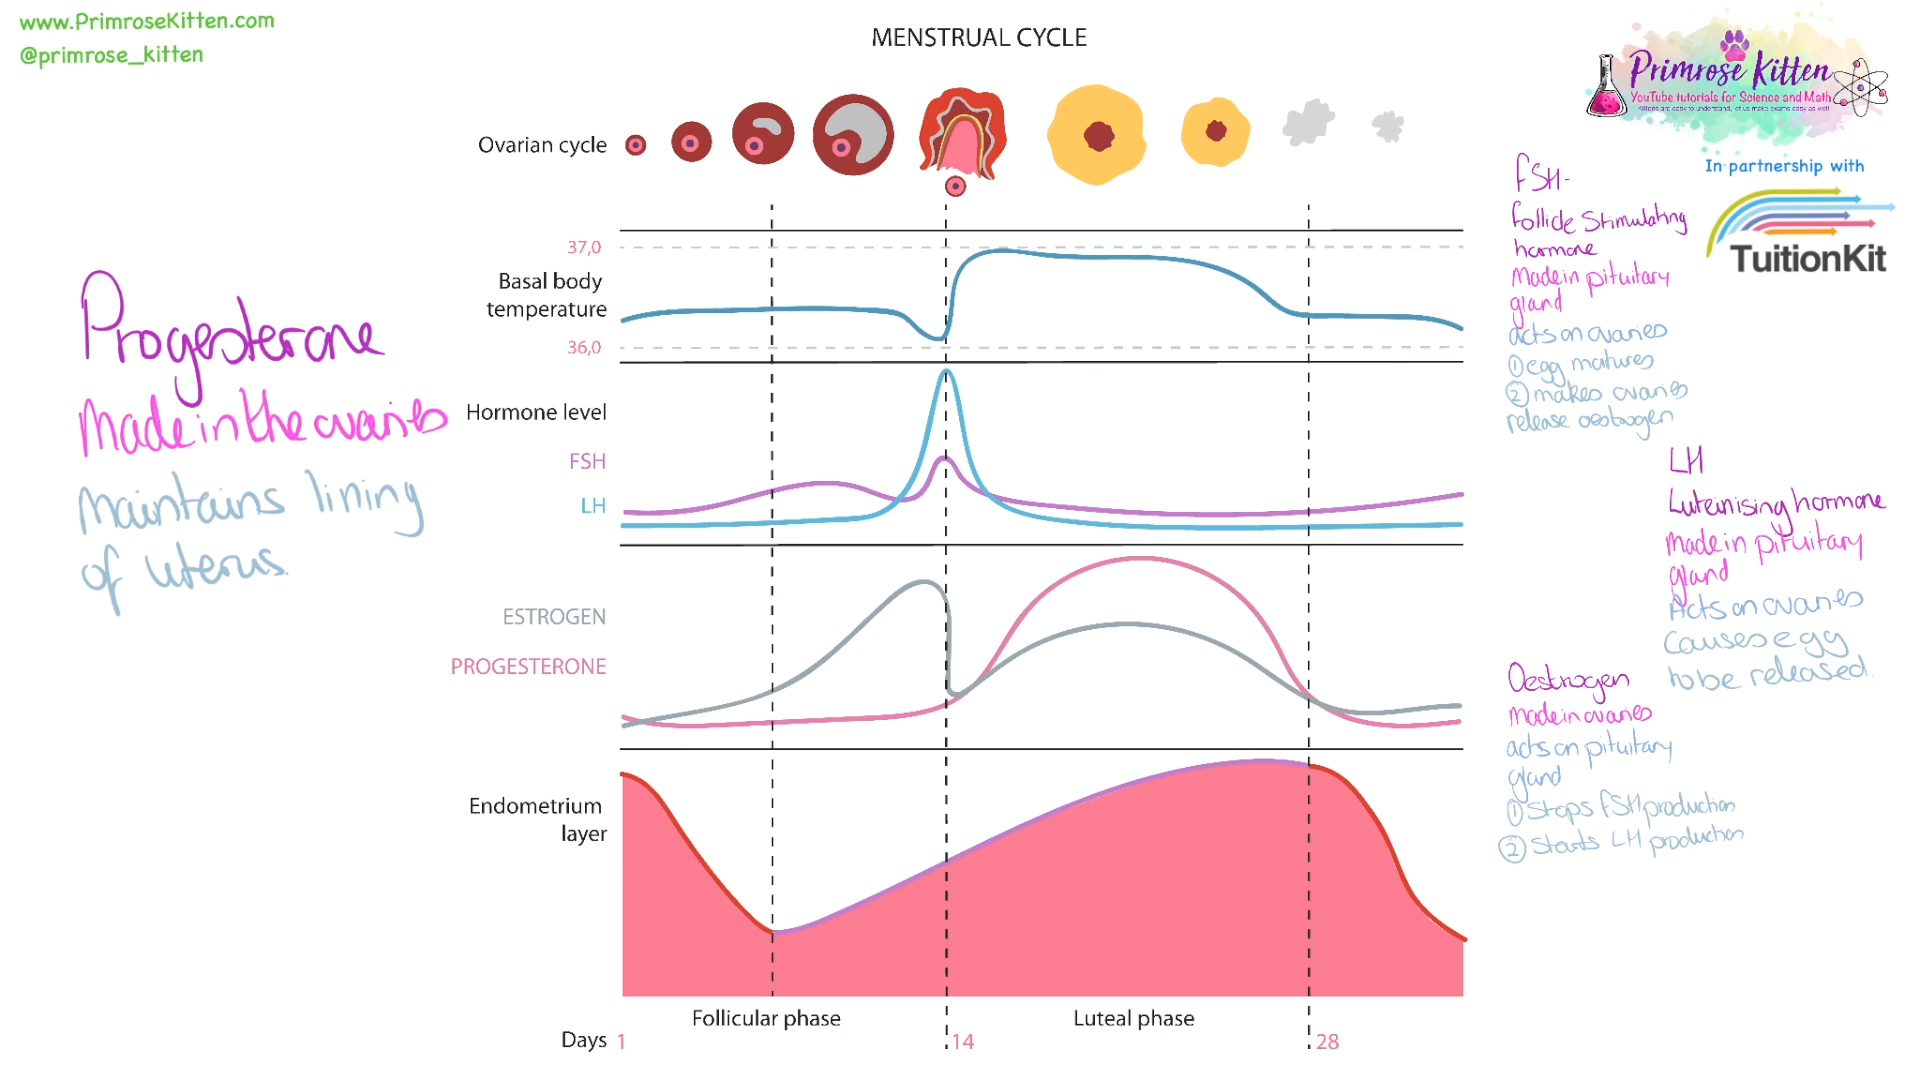 www.PrimroseKitten.com
@primrose_kitten
MENSTRUAL CYCLE
Primrose Kitten
YouTube tutorials for Science and Math
In partnership with
TuitionKit
Ovarian cycle
37,0
Basal body
temperature
36,0
Hormone level
FSH
LH
ESTROGEN
PROGESTERONE
Endometrium
layer
Follicular phase
Luteal phase
Days 1
14
28
Progesterone
Made in the ovaries
Maintains lining
of uterus.
FSH-
Follicle Stimulating
hormone
Made in pituitary
gland
acts on ovaries
① egg matures
② makes ovaries
release oestrogen
LH
Luteinising hormone
Made in pituitary
gland
Acts on ovaries
Causes egg
to be released.
Oestrogen
Made in ovaries
acts on pituitary
gland
① Stops FSH production
② Starts LH production